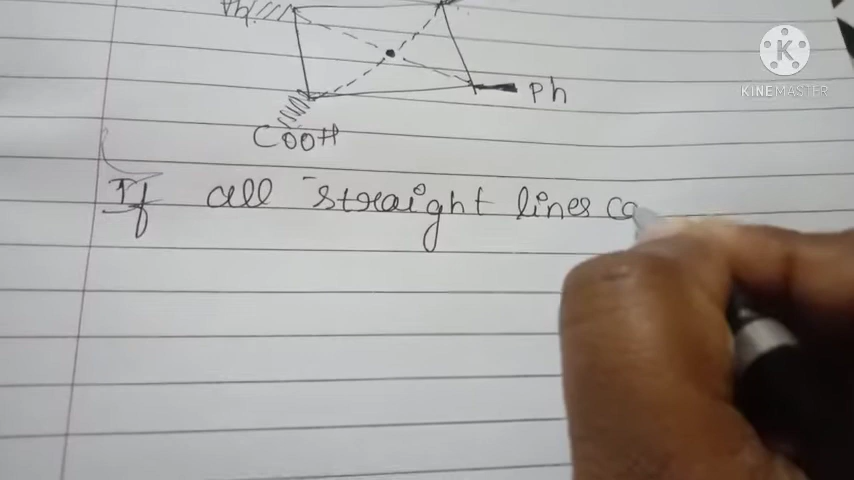 Ph
K
KINEMASTER
Ph
COOH
If all straight lines co